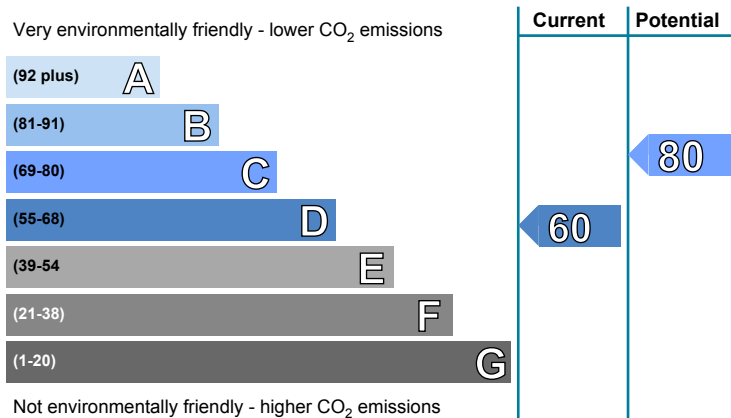 Very environmentally friendly - lower CO₂ emissions
Current
Potential
(92 plus) A
(81-91) B
(69-80) C
80
(55-68) D
60
(39-54 E
(21-38) F
(1-20) G
Not environmentally friendly - higher CO₂ emissions